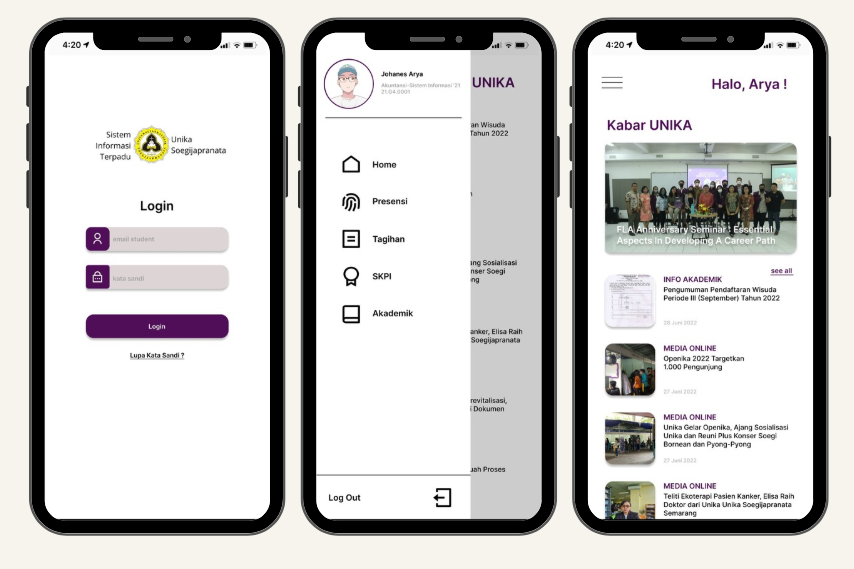 4:20
Sistem
Informasi
Terpadu
Unika
Soegijapranata
Login
email student
kata sandi
Login
Lupa Kata Sandi ?
Johanes Arya
Akuntansi-Sistem Informasi '21
21.G4.0001
Home
Presensi
Tagihan
SKPI
Akademik
Log Out
UNIKA
an Wisuda
Tahun 2022
ang Sosialisasi
nser Soegi
ng
Kanker, Elisa Raih
Soegijapranata
revitalisasi,
i Dokumen
uah Proses
4:20
Halo, Arya !
Kabar UNIKA
FLA Anniversary Seminar : Essential
Aspects In Developing A Career Path
see all
INFO AKADEMIK
Pengumuman Pendaftaran Wisuda
Periode III (September) Tahun 2022
28 Juni 2022
MEDIA ONLINE
Openika 2022 Targetkan
1.000 Pengunjung
27 Juni 2022
MEDIA ONLINE
Unika Gelar Openika, Ajang Sosialisasi
Unika dan Reuni Plus Konser Soegi
Bornean dan Pyong-Pyong
27 Juni 2022
MEDIA ONLINE
Teliti Ekoterapi Pasien Kanker, Elisa Raih
Doktor dari Unika Unika Soegijapranata
Semarang